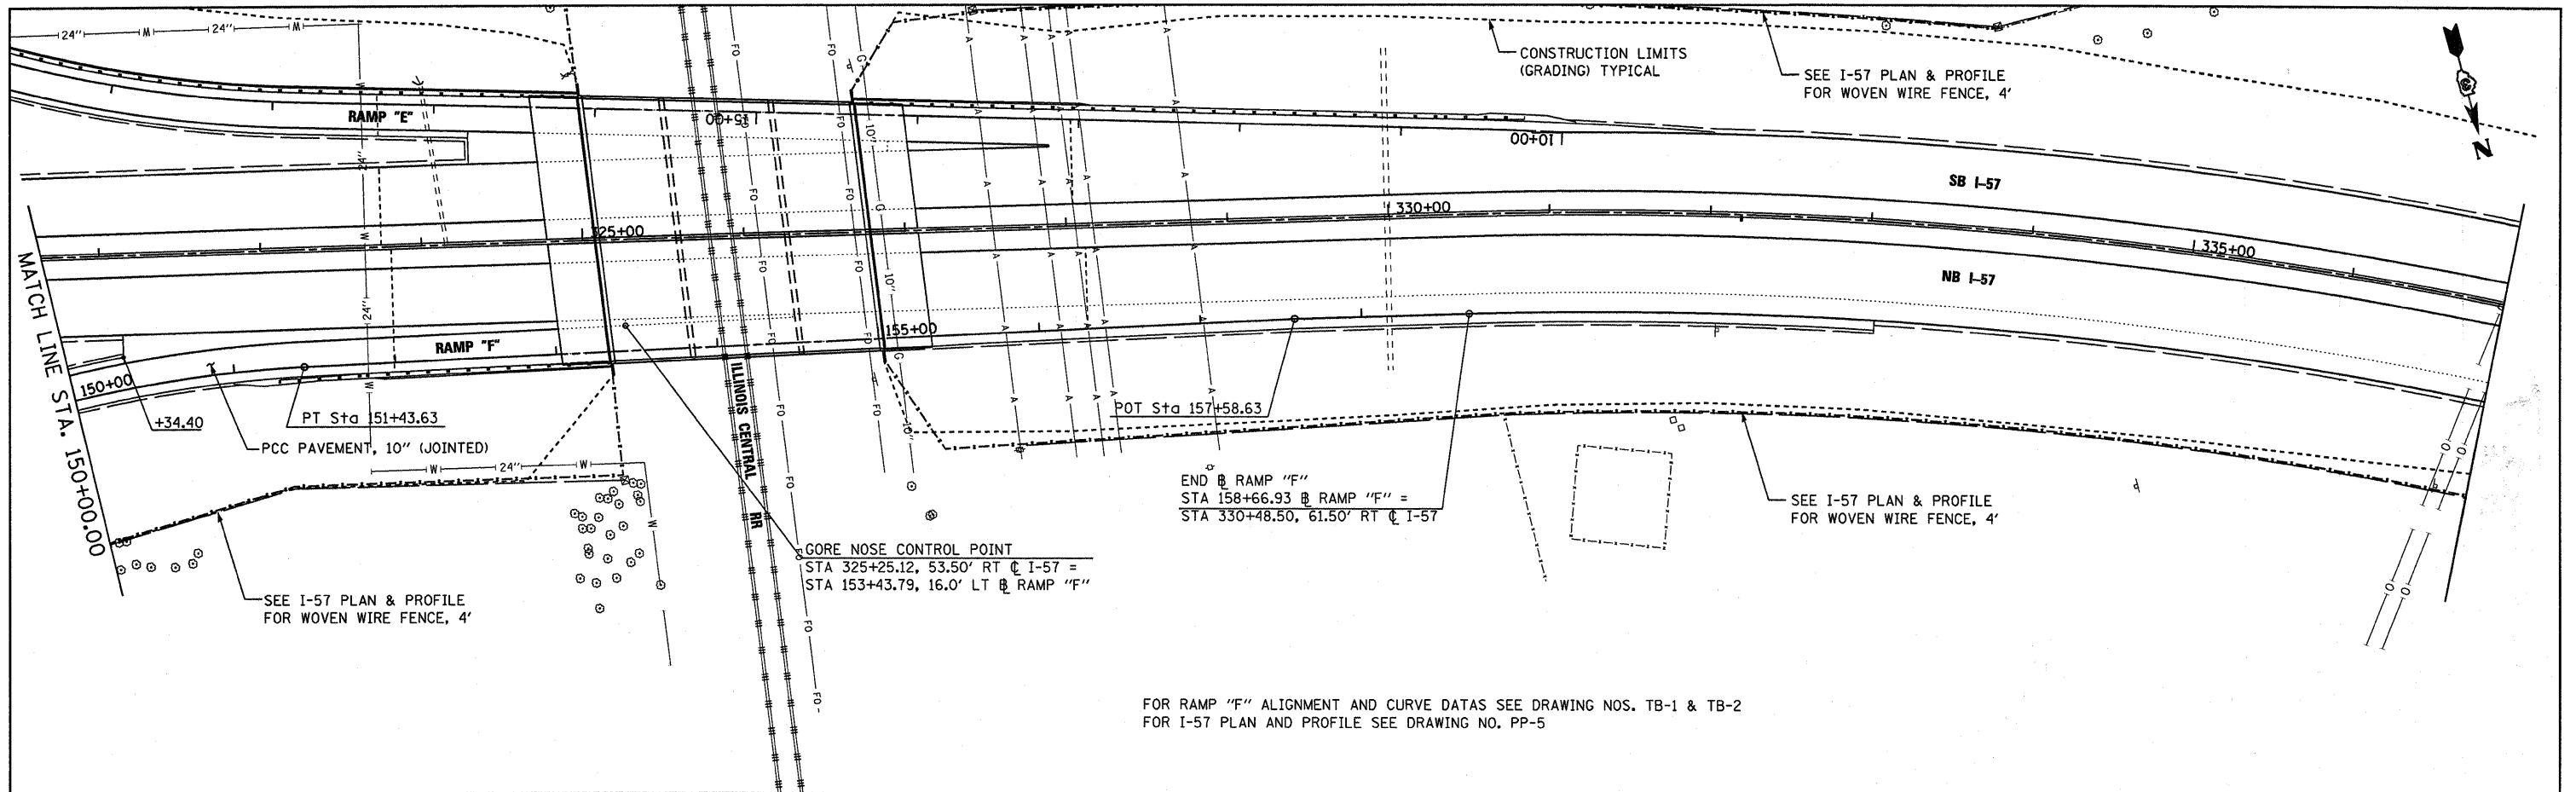 24" W 24" W
CONSTRUCTION LIMITS
(GRADING) TYPICAL
SEE I-57 PLAN & PROFILE
FOR WOVEN WIRE FENCE, 4'
N
RAMP "E"
115+00
110+00
SB I-57
325+00
330+00
335+00
NB I-57
MATCH LINE STA. 150+00.00
RAMP "F"
155+00
150+00
+34.40
PT Sta 151+43.63
PCC PAVEMENT, 10" (JOINTED)
W 24" W
ILLINOIS CENTRAL RR
POT Sta 157+58.63
END ⅊ RAMP "F"
STA 158+66.93 ⅊ RAMP "F" =
STA 330+48.50, 61.50' RT ℄ I-57
SEE I-57 PLAN & PROFILE
FOR WOVEN WIRE FENCE, 4'
GORE NOSE CONTROL POINT
STA 325+25.12, 53.50' RT ℄ I-57 =
STA 153+43.79, 16.0' LT ⅊ RAMP "F"
SEE I-57 PLAN & PROFILE
FOR WOVEN WIRE FENCE, 4'
FOR RAMP "F" ALIGNMENT AND CURVE DATAS SEE DRAWING NOS. TB-1 & TB-2
FOR I-57 PLAN AND PROFILE SEE DRAWING NO. PP-5